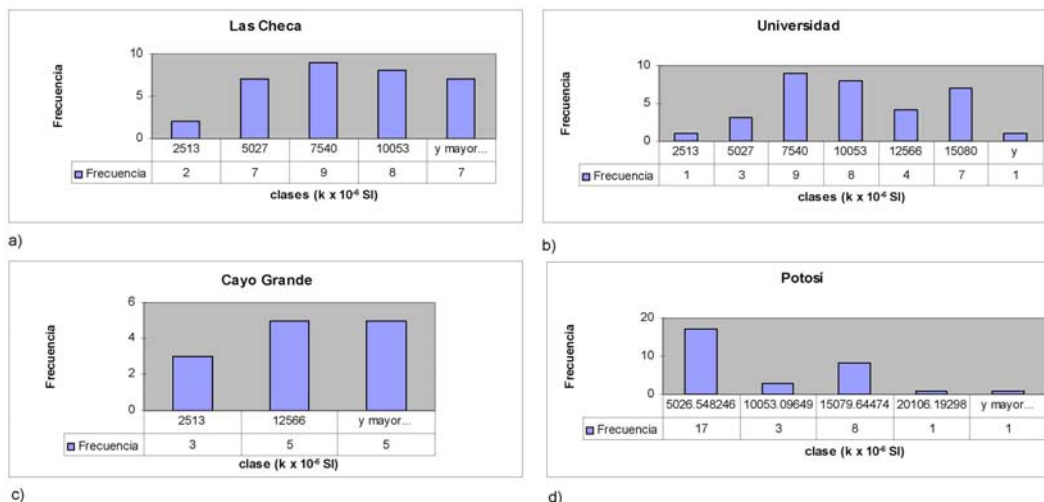 Las Checa
Frecuencia
10
5
0
2513 5027 7540 10053 y mayor...
Frecuencia 2 7 9 8 7
clases (k x 10⁻⁶ SI)
a)
Universidad
Frecuencia
10
5
0
2513 5027 7540 10053 12566 15080 y
Frecuencia 1 3 9 8 4 7 1
clases (k x 10⁻⁶ SI)
b)
Cayo Grande
Frecuencia
6
4
2
0
2513 12566 y mayor...
Frecuencia 3 5 5
clase (k x 10⁻⁶ SI)
c)
Potosí
Frecuencia
20
10
0
5026.548246 10053.09649 15079.64474 20106.19298 y mayor...
Frecuencia 17 3 8 1 1
clase (k x 10⁻⁶ SI)
d)